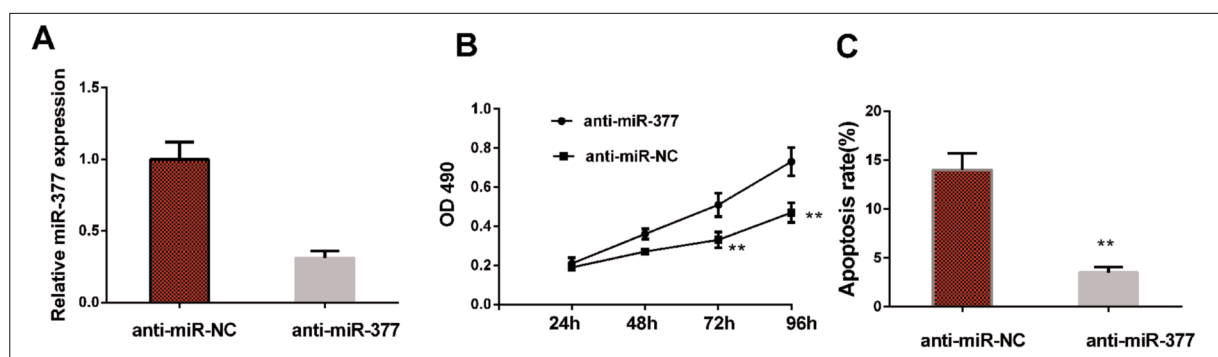 A
Relative miR-377 expression
1.5
1.0
0.5
0.0
anti-miR-NC
anti-miR-377
B
OD 490
1.0
0.8
0.6
0.4
0.2
0.0
anti-miR-377
anti-miR-NC
**
**
24h
48h
72h
96h
C
Apoptosis rate(%)
20
15
10
5
0
**
anti-miR-NC
anti-miR-377